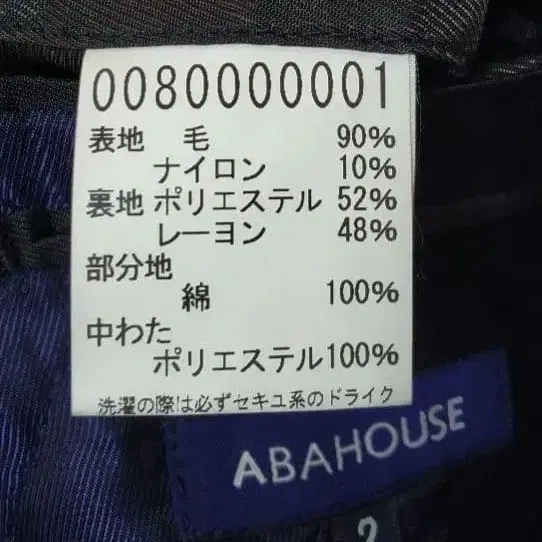 0080000001
表地 毛 90%
ナイロン 10%
裏地 ポリエステル 52%
レーヨン 48%
部分地
綿 100%
中わた
ポリエステル100%
洗濯の際は必ずセキユ系のドライク
ABAHOUSE
2